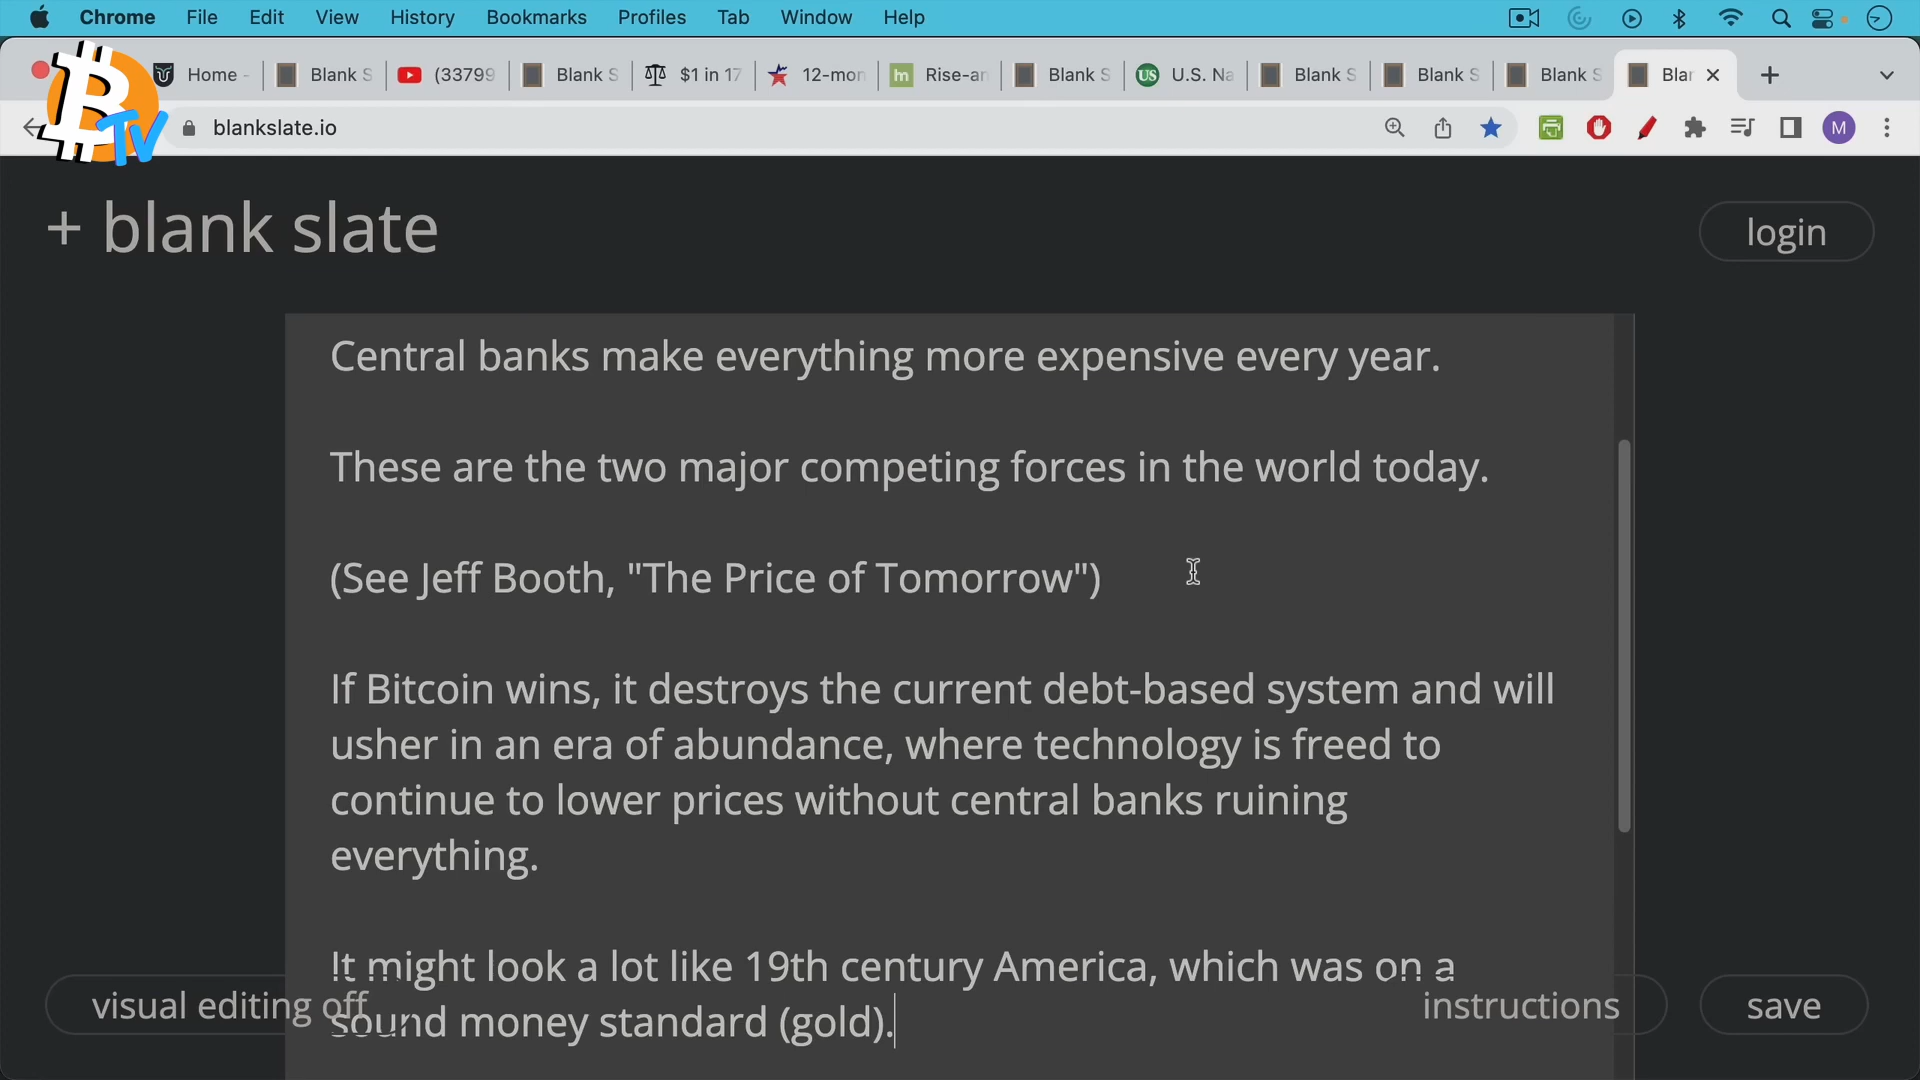 Chrome File Edit View History Bookmarks Profiles Tab Window Help
Home - Blank S (33799 Blank S $1 in 17 12-mon Rise-an Blank S US U.S. Na Blank S Blank S Blank S Blan
hm
B TV
blankslate.io
M
+ blank slate
login
Central banks make everything more expensive every year.
These are the two major competing forces in the world today.
(See Jeff Booth, "The Price of Tomorrow")
If Bitcoin wins, it destroys the current debt-based system and will
usher in an era of abundance, where technology is freed to
continue to lower prices without central banks ruining
everything.
It might look a lot like 19th century America, which was on a
sound money standard (gold).
visual editing off
instructions
save